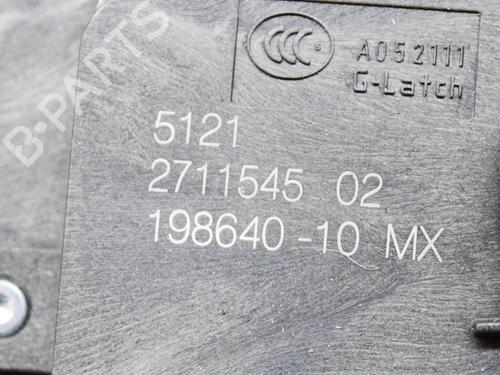 CCC S
A052111
G-Latch
5121
2711545 02
198640-10 MX
B-PARTS